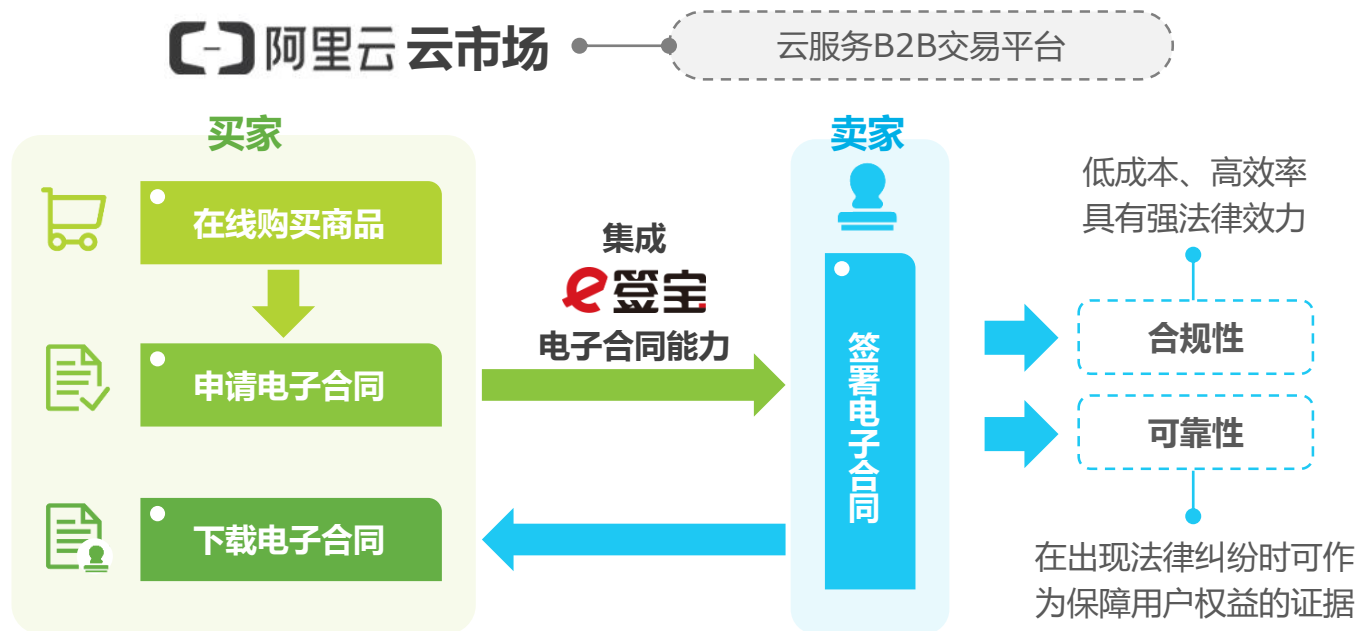 阿里云 云市场
云服务B2B交易平台
买家
在线购买商品
申请电子合同
下载电子合同
集成
e签宝
电子合同能力
卖家
签署电子合同
低成本、高效率
具有强法律效力
合规性
可靠性
在出现法律纠纷时可作
为保障用户权益的证据